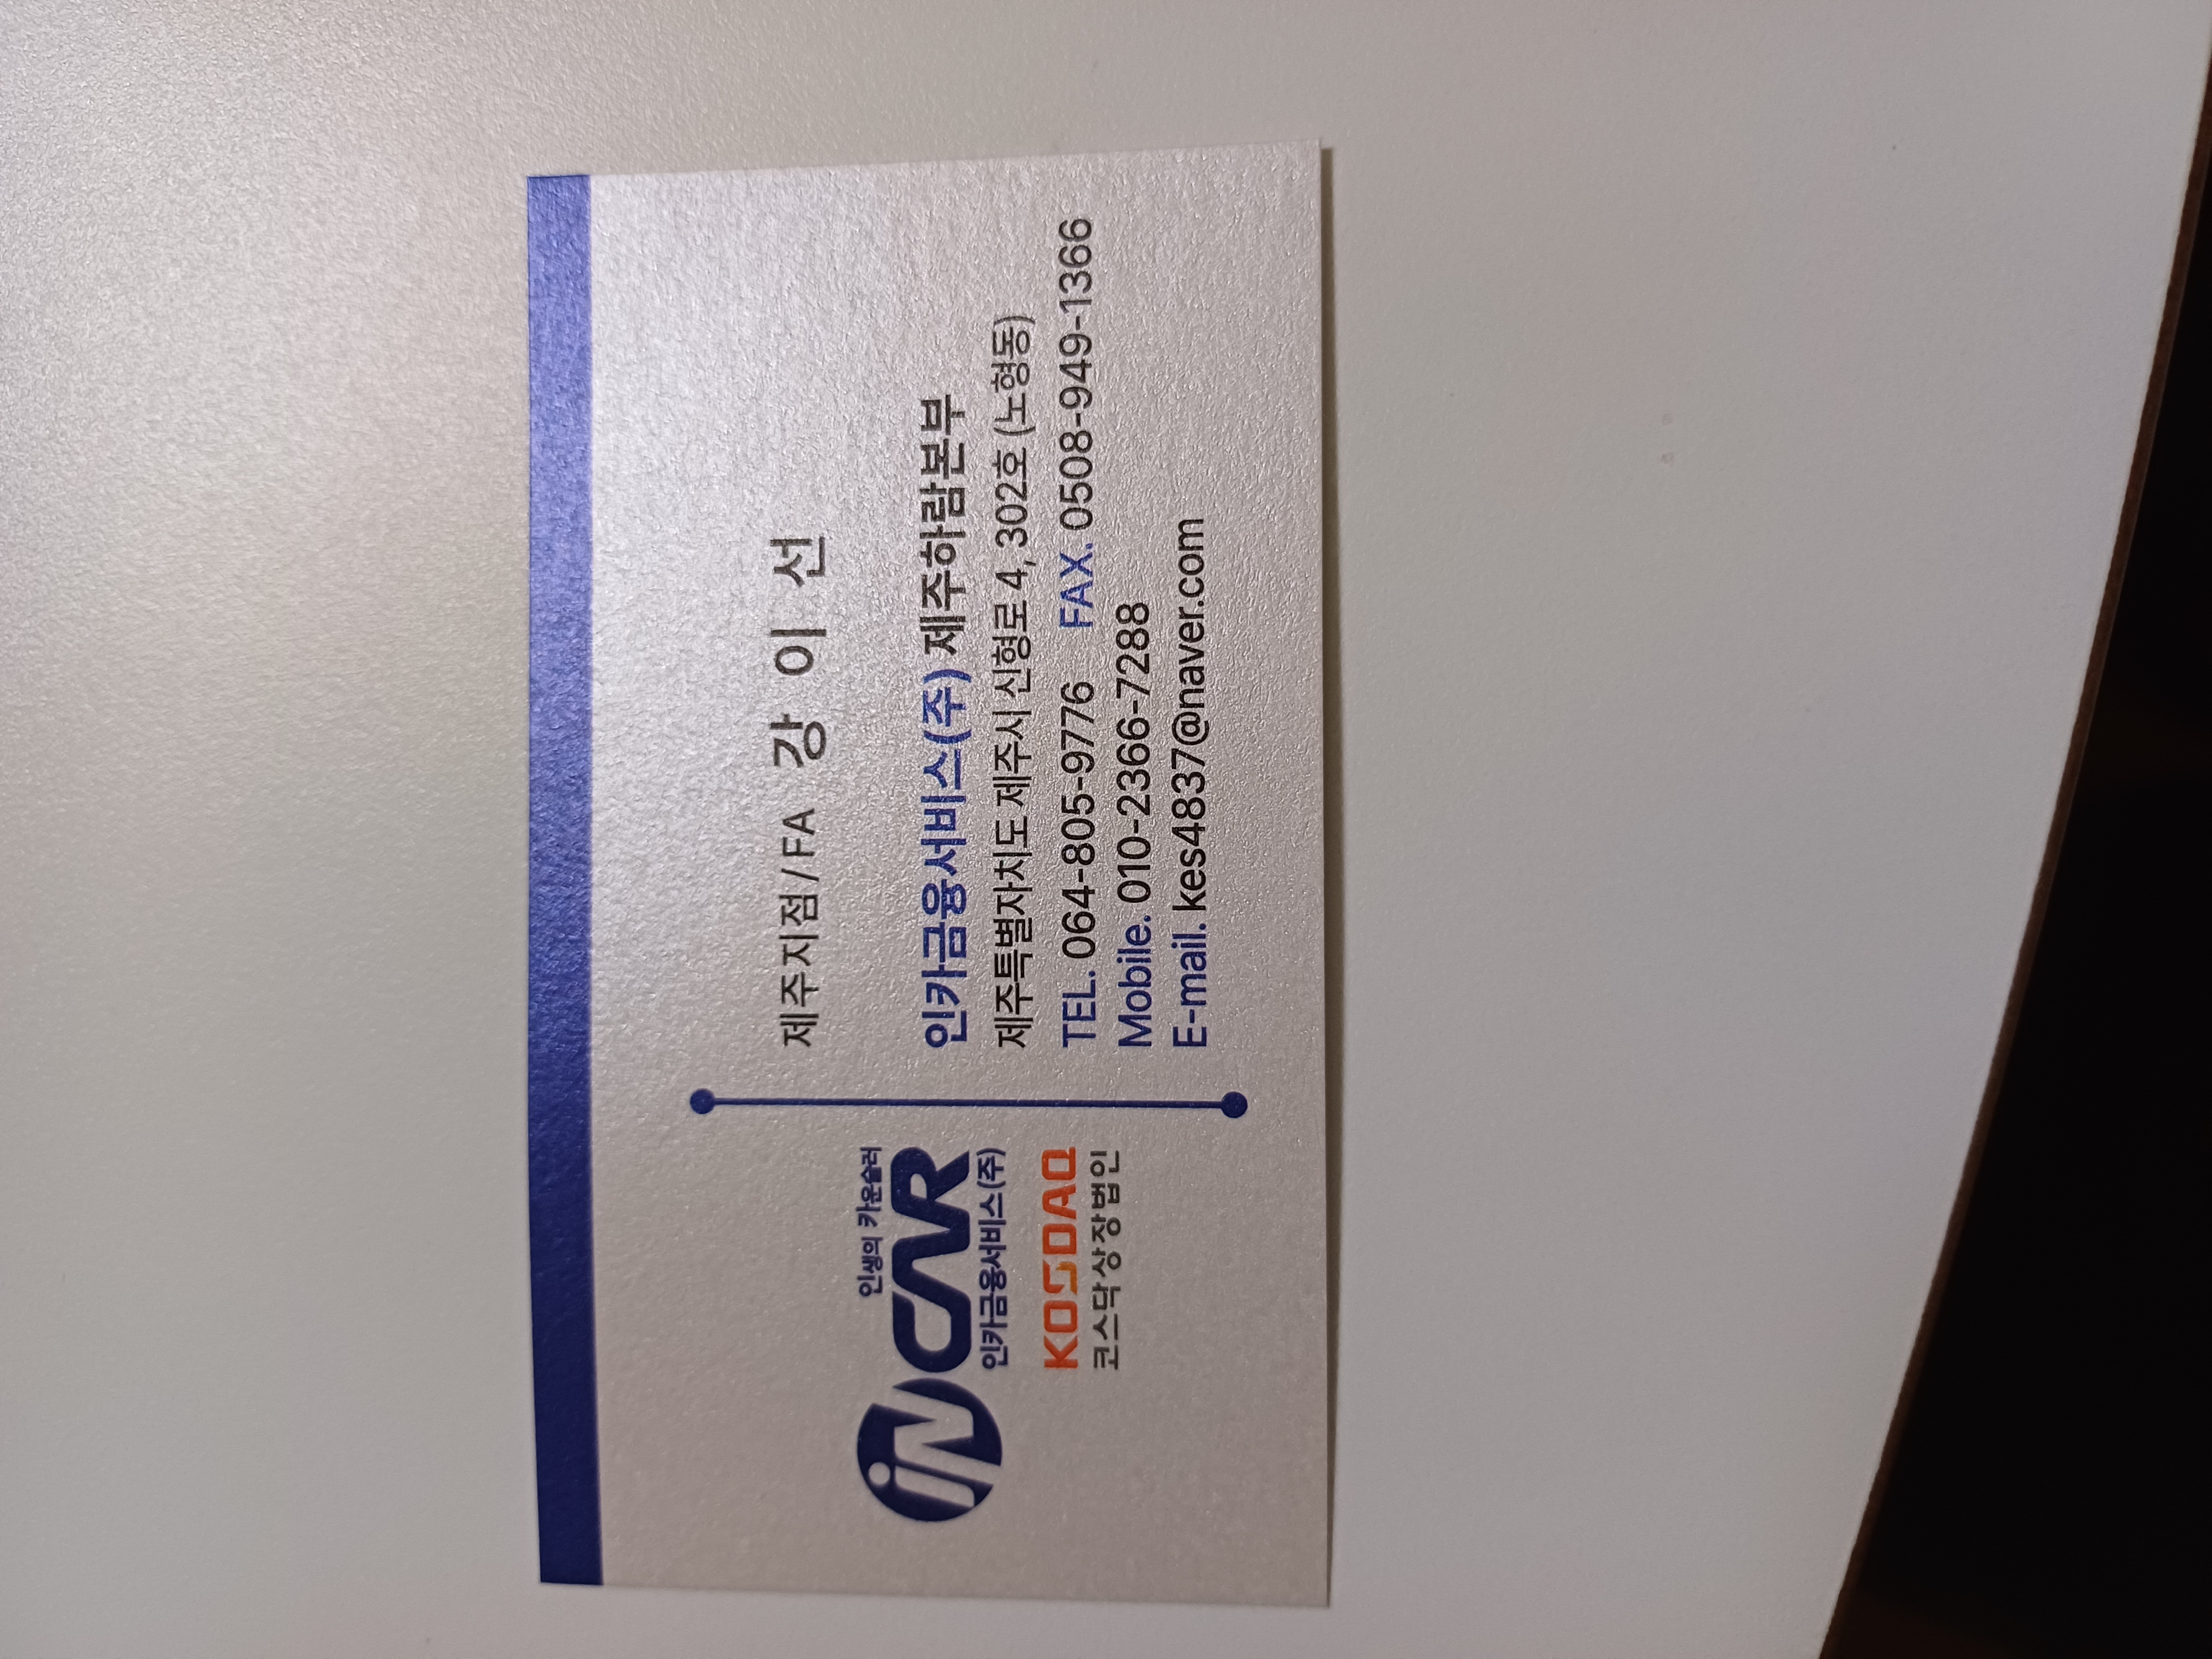 인생의 카운슬러
iN CAR
인카금융서비스(주)
KOSDAQ
코스닥상장법인
제주지점/FA 강 이 선
인카금융서비스(주) 제주하람본부
제주특별자치도 제주시 신형로 4, 302호 (노형동)
TEL. 064-805-9776 FAX. 0508-949-1366
Mobile. 010-2366-7288
E-mail. kes4837@naver.com